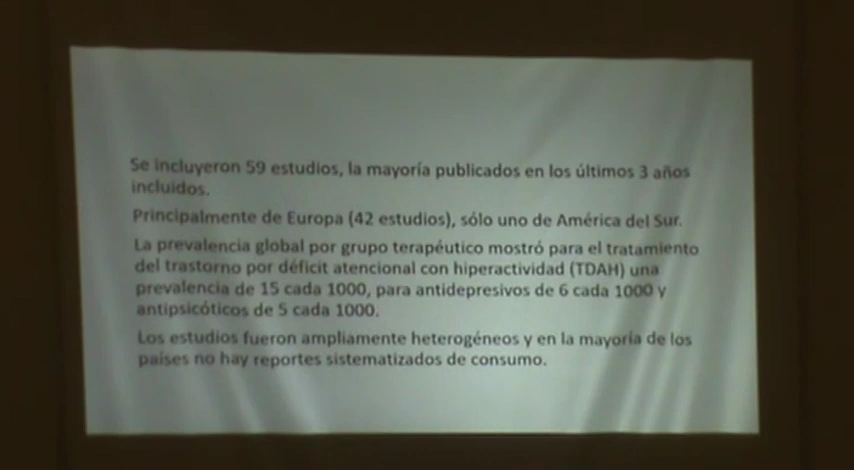 Se incluyeron 59 estudios, la mayoría publicados en los últimos 3 años
incluidos.
Principalmente de Europa (42 estudios), sólo uno de América del Sur.
La prevalencia global por grupo terapéutico mostró para el tratamiento
del trastorno por déficit atencional con hiperactividad (TDAH) una
prevalencia de 15 cada 1000, para antidepresivos de 6 cada 1000 y
antipsicóticos de 5 cada 1000.
Los estudios fueron ampliamente heterogéneos y en la mayoría de los
países no hay reportes sistematizados de consumo.